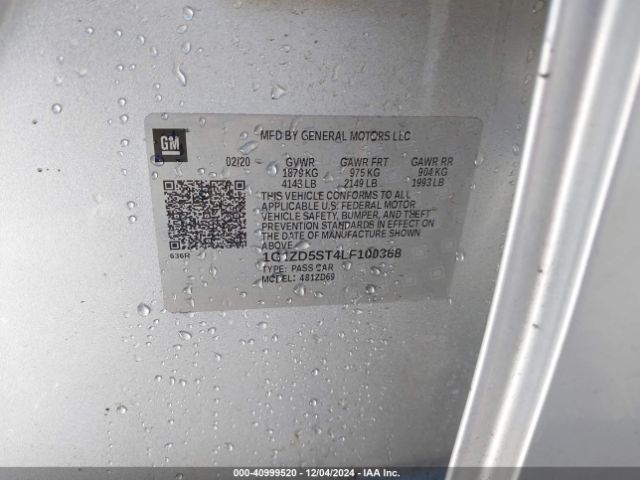 GM
MFD BY GENERAL MOTORS LLC
02/20 GVWR GAWR FRT GAWR RR
1879 KG 975 KG 904 KG
4143 LB 2149 LB 1993 LB
THIS VEHICLE CONFORMS TO ALL
APPLICABLE U.S. FEDERAL MOTOR
VEHICLE SAFETY, BUMPER, AND THEFT
PREVENTION STANDARDS IN EFFECT
ON THE DATE OF MANUFACTURE SHOWN
ABOVE
636R
1G1ZD5ST4LF100368
TYPE: PASS CAR
MODEL: 481ZD69
000-40999520 - 12/04/2024 - IAA Inc.